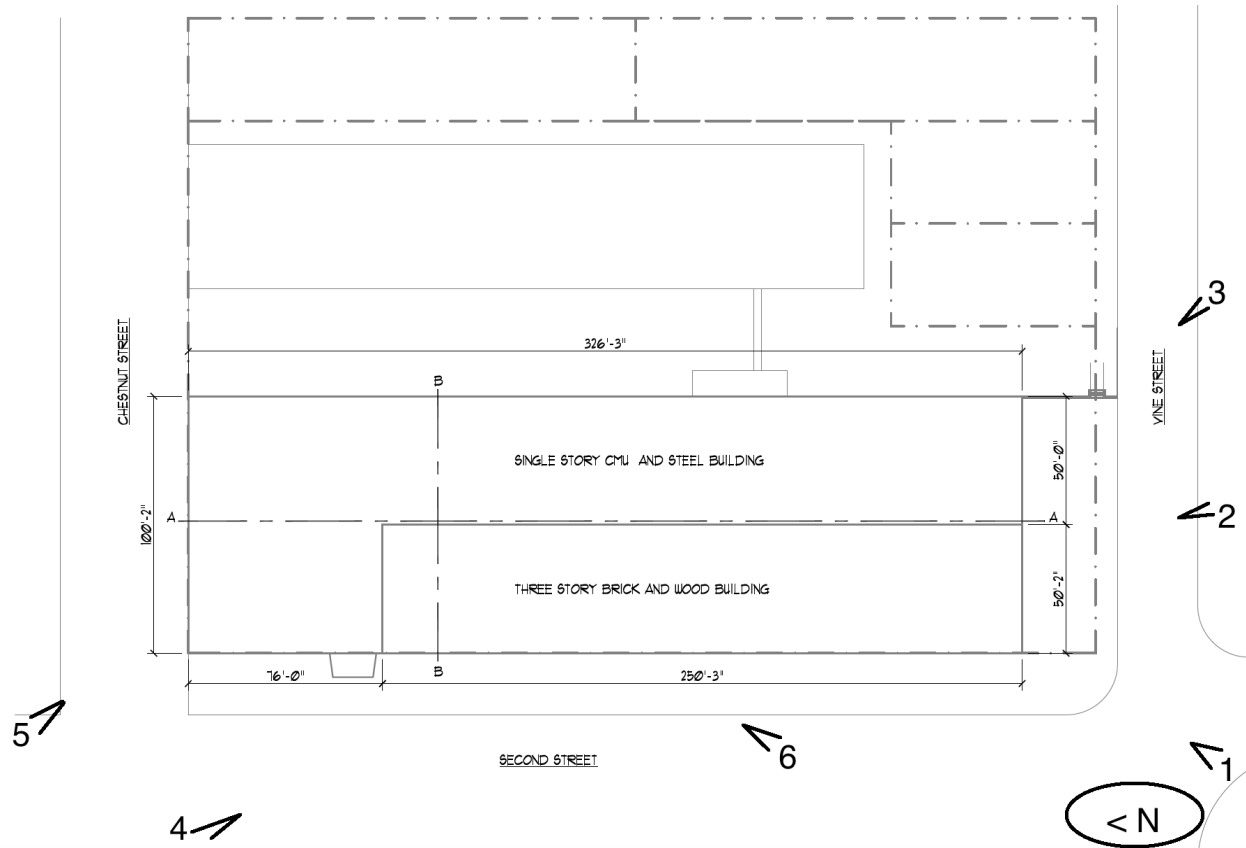 3
CHESTNUT STREET
VINE STREET
326'-3"
B
SINGLE STORY CMU AND STEEL BUILDING
50'-0"
100'-2"
A
A
2
THREE STORY BRICK AND WOOD BUILDING
50'-2"
76'-0"
B
250'-3"
5
6
SECOND STREET
1
4
< N